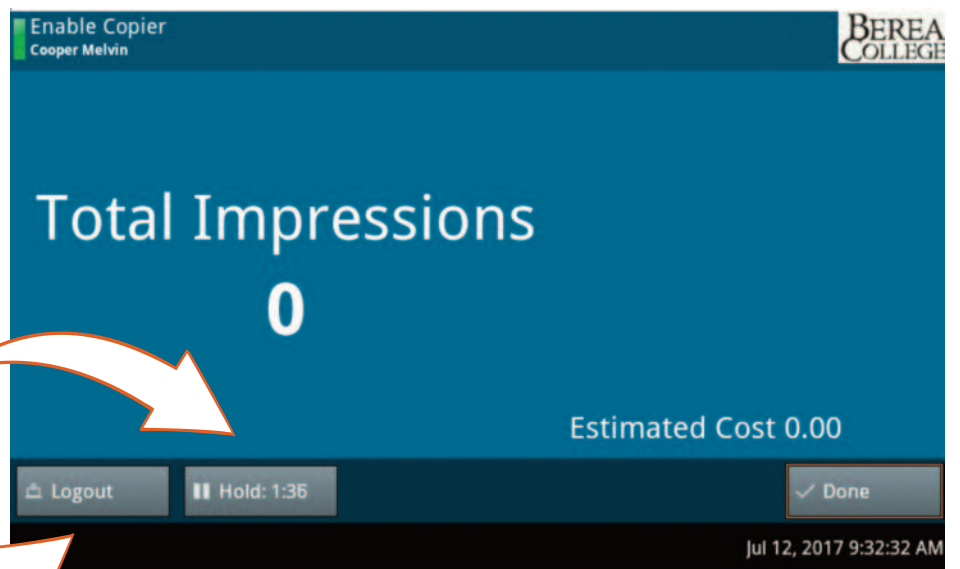 Enable Copier
Cooper Melvin
BEREA
COLLEGE
Total Impressions
0
Estimated Cost 0.00
Logout
Hold: 1:36
Done
Jul 12, 2017 9:32:32 AM